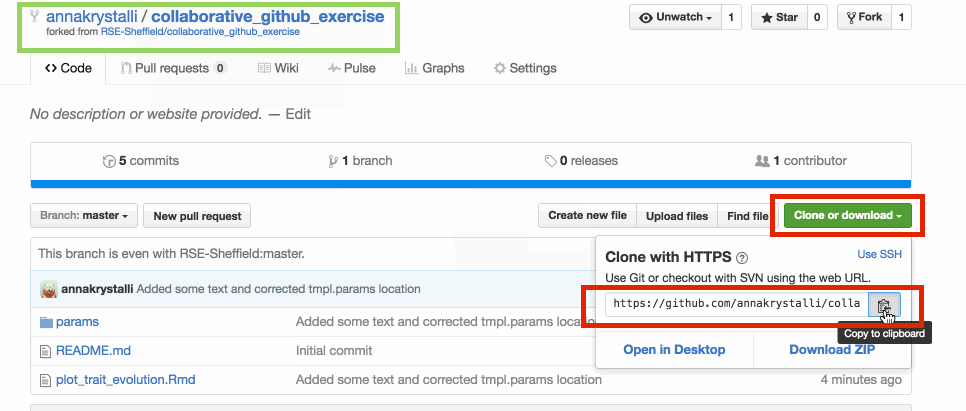 annakrystalli / collaborative_github_exercise
forked from RSE-Sheffield/collaborative_github_exercise
Unwatch 1 Star 0 Fork 1
Code Pull requests 0 Wiki Pulse Graphs Settings
No description or website provided. — Edit
5 commits 1 branch 0 releases 1 contributor
Branch: master New pull request Create new file Upload files Find file Clone or download
This branch is even with RSE-Sheffield:master.
Clone with HTTPS ? Use SSH
Use Git or checkout with SVN using the web URL.
annakrystalli Added some text and corrected tmpl.params location
https://github.com/annakrystalli/colla
params Added some text and corrected tmpl.params location
Copy to clipboard
README.md Initial commit
Open in Desktop Download ZIP
plot_trait_evolution.Rmd Added some text and corrected tmpl.params location 4 minutes ago